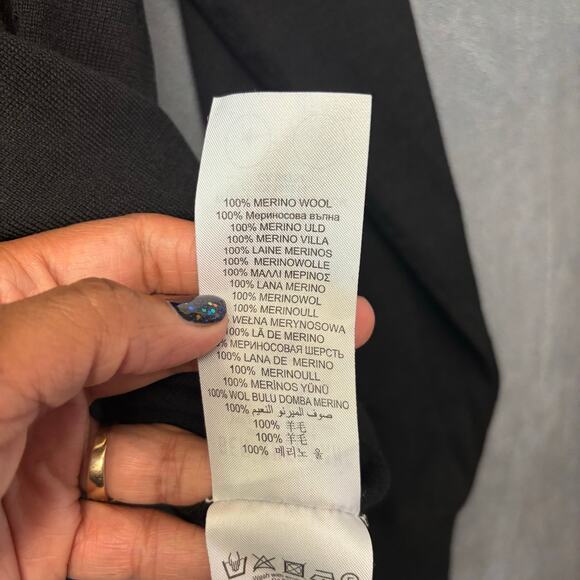 100% MERINO WOOL
100% Мериносова вълна
100% MERINO ULD
100% MERINO VILLA
100% LAINE MERINOS
100% MERINOWOLLE
100% ΜΑΛΛΙ ΜΕΡΙΝΟΣ
100% LANA MERINO
100% MERINOWOL
100% MERINOULL
% WEŁNA MERYNOSOWA
100% LÃ DE MERINO
% МЕРИНОСОВАЯ ШЕРСТЬ
100% LANA DE MERINO
100% MERINOULL
100% MERİNOS YÜNÜ
100% WOL BULU DOMBA MERINO
100% صوف الميرنو النعيم
100% 羊毛
100% 羊毛
100% 메리노 울
Wash